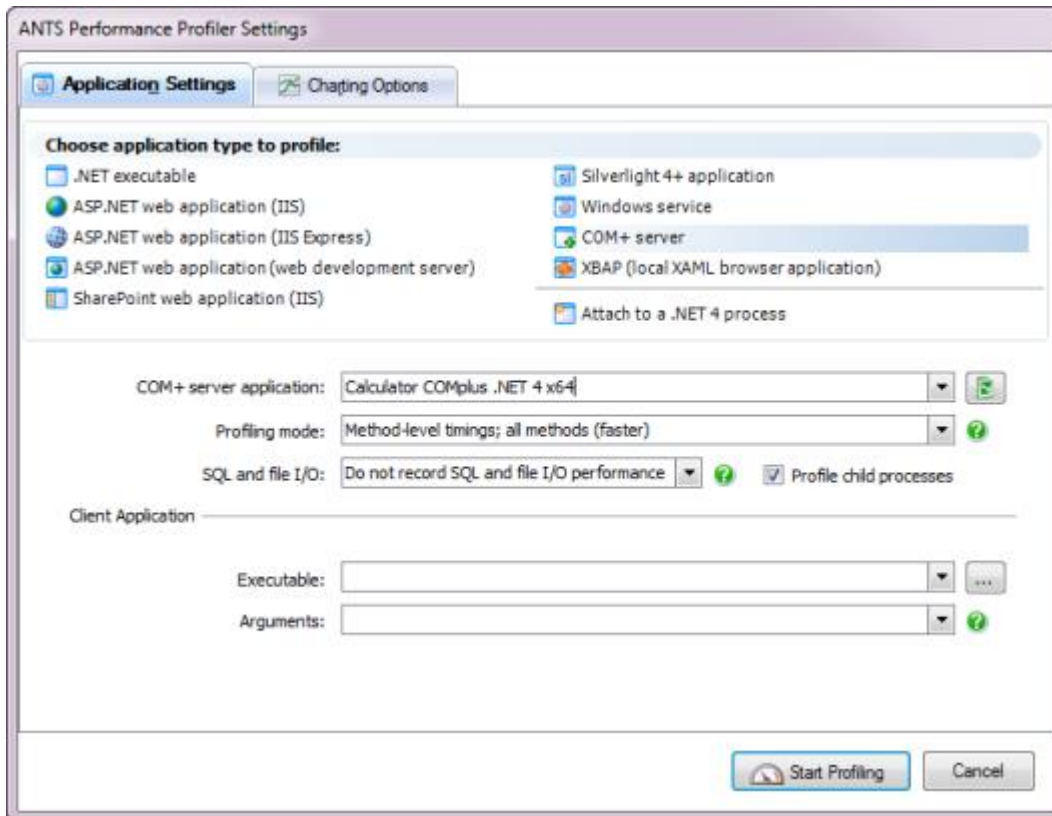 ANTS Performance Profiler Settings
Application Settings
Charting Options
Choose application type to profile:
.NET executable
ASP.NET web application (IIS)
ASP.NET web application (IIS Express)
ASP.NET web application (web development server)
SharePoint web application (IIS)
Silverlight 4+ application
Windows service
COM+ server
XBAP (local XAML browser application)
Attach to a .NET 4 process
COM+ server application: Calculator COMplus .NET 4 x64
Profiling mode: Method-level timings; all methods (faster)
SQL and file I/O: Do not record SQL and file I/O performance Profile child processes
Client Application
Executable: ...
Arguments:
Start Profiling Cancel